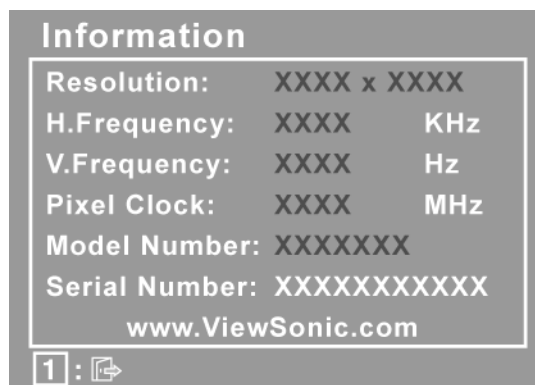 Information
Resolution: XXXX x XXXX
H.Frequency: XXXX KHz
V.Frequency: XXXX Hz
Pixel Clock: XXXX MHz
Model Number: XXXXXXX
Serial Number: XXXXXXXXXXX
www.ViewSonic.com
1 :